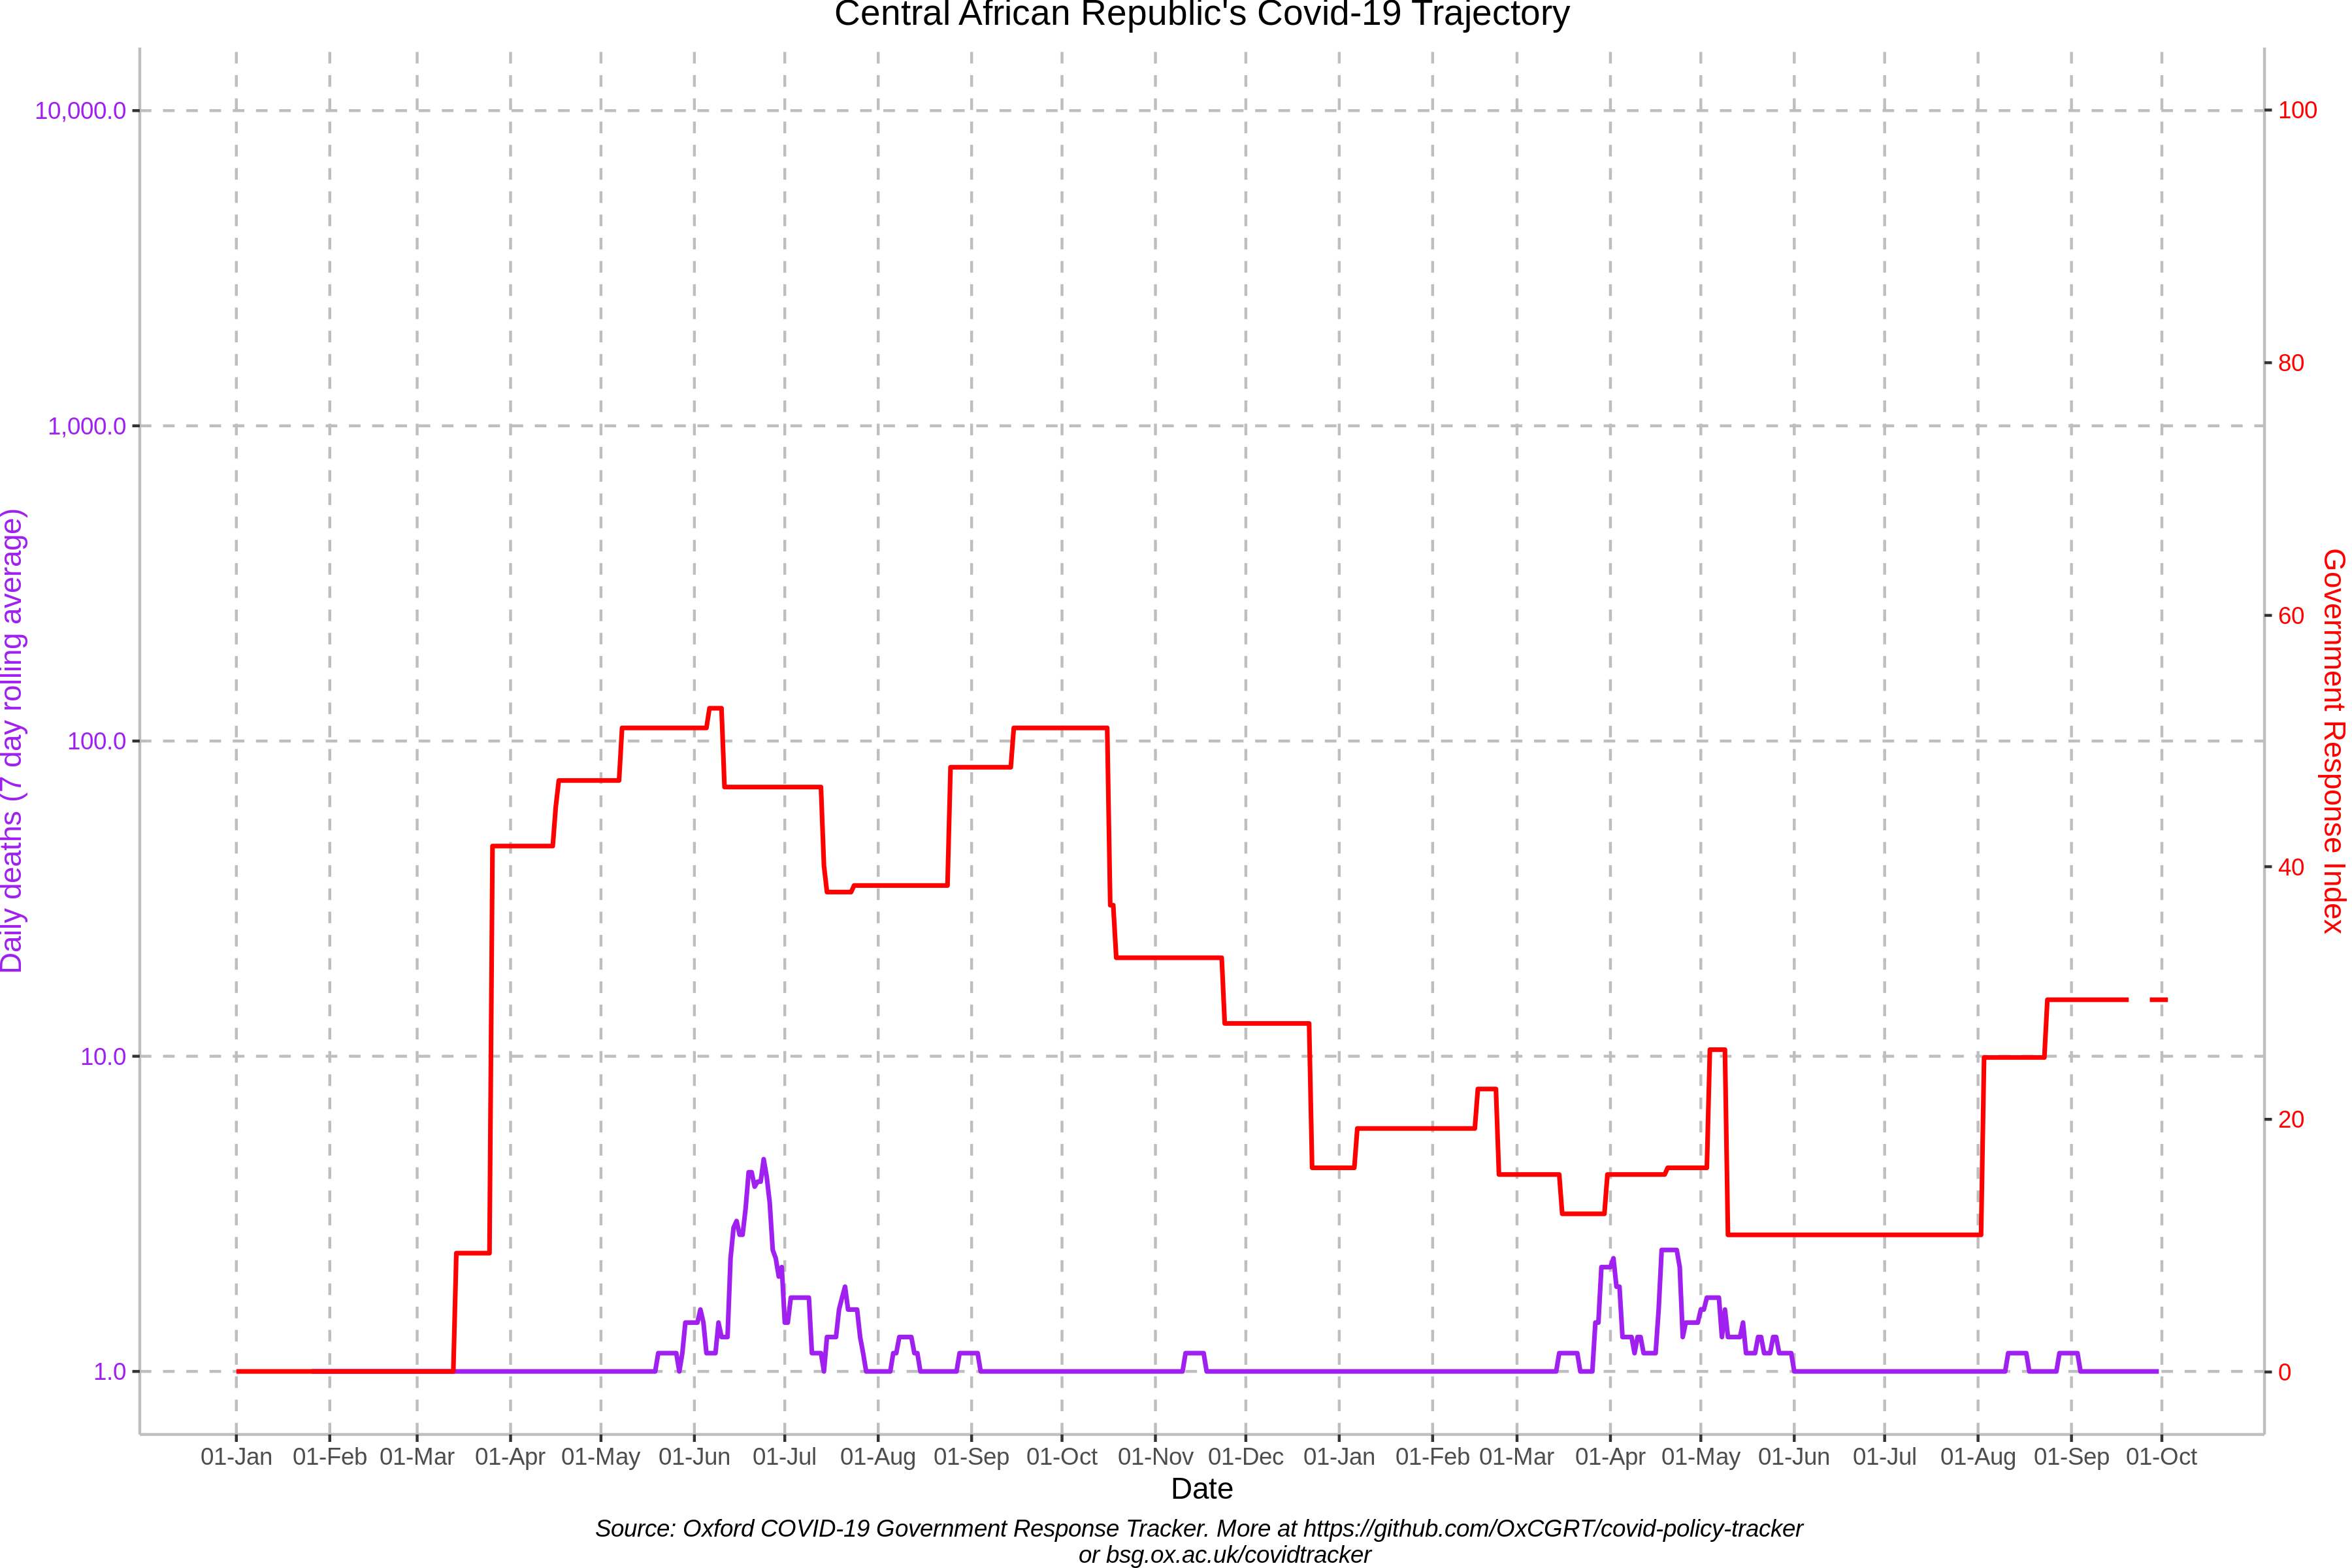 Central African Republic's Covid-19 Trajectory
10,000.0
1,000.0
100.0
10.0
1.0
Daily deaths (7 day rolling average)
100
80
60
40
20
0
Government Response Index
01-Jan 01-Feb 01-Mar 01-Apr 01-May 01-Jun 01-Jul 01-Aug 01-Sep 01-Oct 01-Nov 01-Dec 01-Jan 01-Feb 01-Mar 01-Apr 01-May 01-Jun 01-Jul 01-Aug 01-Sep 01-Oct
Date
Source: Oxford COVID-19 Government Response Tracker. More at https://github.com/OxCGRT/covid-policy-tracker
or bsg.ox.ac.uk/covidtracker